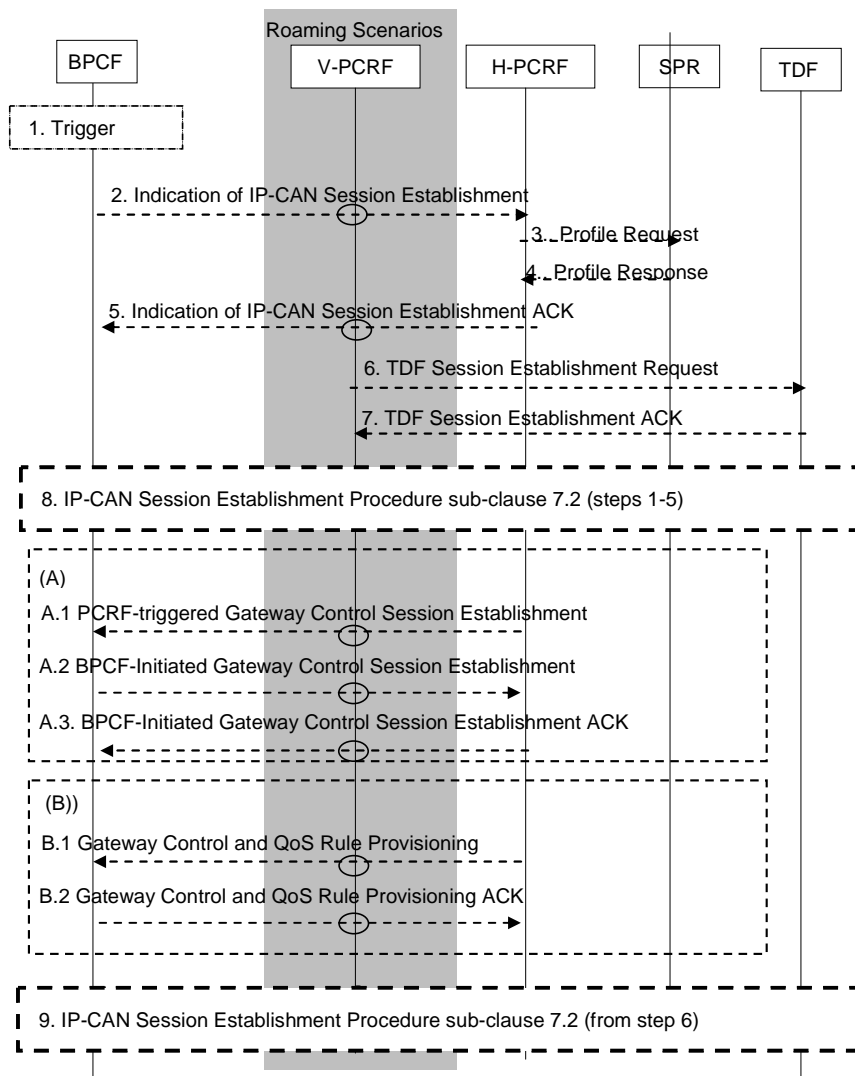 Roaming Scenarios
BPCF
V-PCRF
H-PCRF
SPR
TDF
1. Trigger
2. Indication of IP-CAN Session Establishment
3.. Profile Request
4.. Profile Response
5. Indication of IP-CAN Session Establishment ACK
6. TDF Session Establishment Request
7. TDF Session Establishment ACK
8. IP-CAN Session Establishment Procedure sub-clause 7.2 (steps 1-5)
(A)
A.1 PCRF-triggered Gateway Control Session Establishment
A.2 BPCF-Initiated Gateway Control Session Establishment
A.3. BPCF-Initiated Gateway Control Session Establishment ACK
(B))
B.1 Gateway Control and QoS Rule Provisioning
B.2 Gateway Control and QoS Rule Provisioning ACK
9. IP-CAN Session Establishment Procedure sub-clause 7.2 (from step 6)